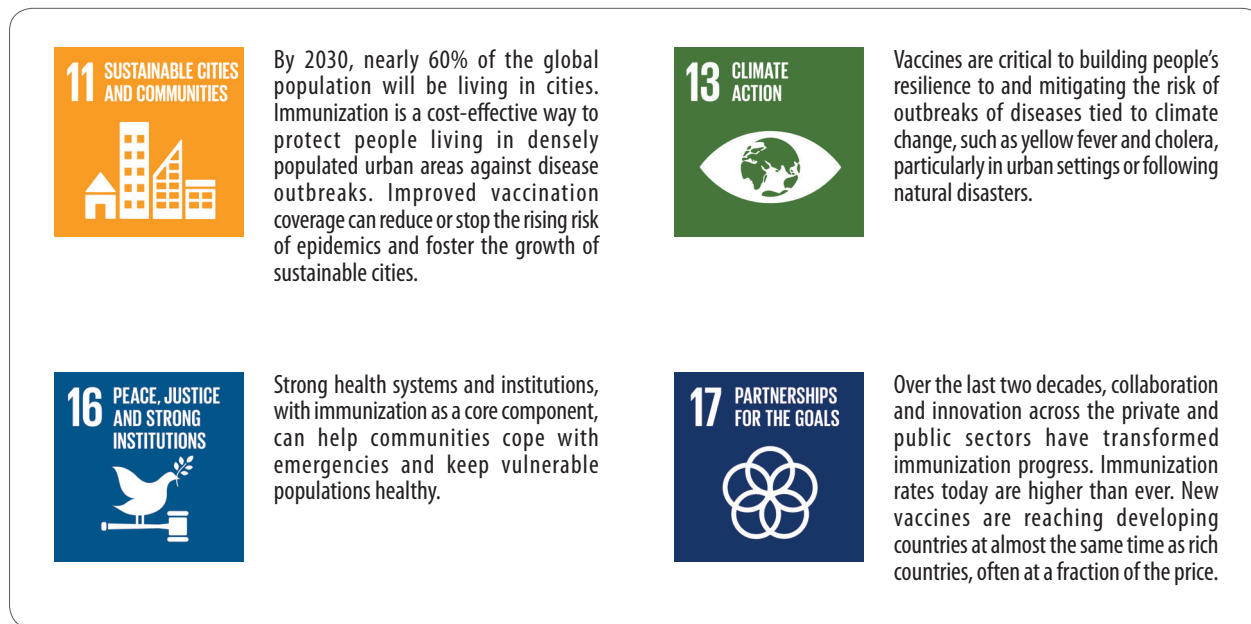 11 SUSTAINABLE CITIES
AND COMMUNITIES
By 2030, nearly 60% of the global
population will be living in cities.
Immunization is a cost-effective way to
protect people living in densely
populated urban areas against disease
outbreaks. Improved vaccination
coverage can reduce or stop the rising risk
of epidemics and foster the growth of
sustainable cities.
13 CLIMATE
ACTION
Vaccines are critical to building people’s
resilience to and mitigating the risk of
outbreaks of diseases tied to climate
change, such as yellow fever and cholera,
particularly in urban settings or following
natural disasters.
16 PEACE, JUSTICE
AND STRONG
INSTITUTIONS
Strong health systems and institutions,
with immunization as a core component,
can help communities cope with
emergencies and keep vulnerable
populations healthy.
17 PARTNERSHIPS
FOR THE GOALS
Over the last two decades, collaboration
and innovation across the private and
public sectors have transformed
immunization progress. Immunization
rates today are higher than ever. New
vaccines are reaching developing
countries at almost the same time as rich
countries, often at a fraction of the price.